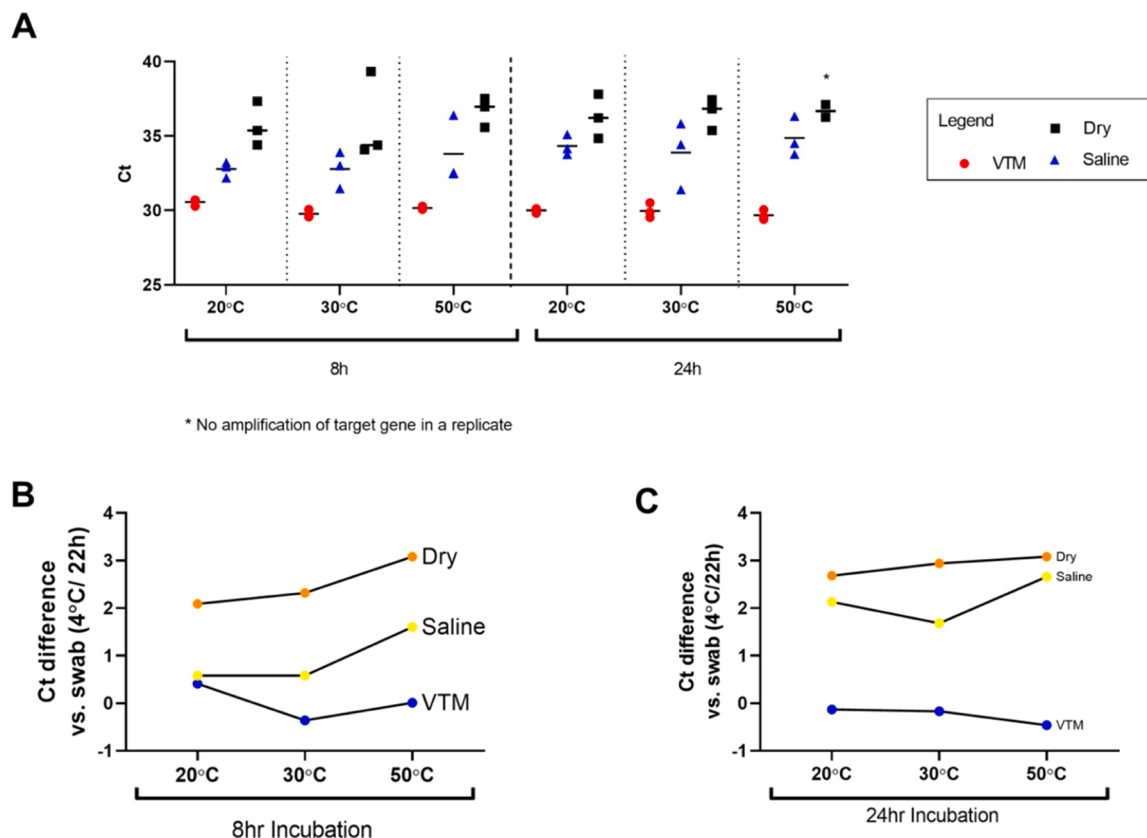 A
40
35
30
25
Ct
*
20°C
30°C
50°C
20°C
30°C
50°C
8h
24h
Legend
Dry
VTM
Saline
* No amplification of target gene in a replicate
B
Ct difference
vs. swab (4°C/ 22h)
4
3
2
1
0
-1
Dry
Saline
VTM
20°C
30°C
50°C
8hr Incubation
C
Ct difference
vs. swab (4°C/22h)
4
3
2
1
0
-1
Dry
Saline
VTM
20°C
30°C
50°C
24hr Incubation